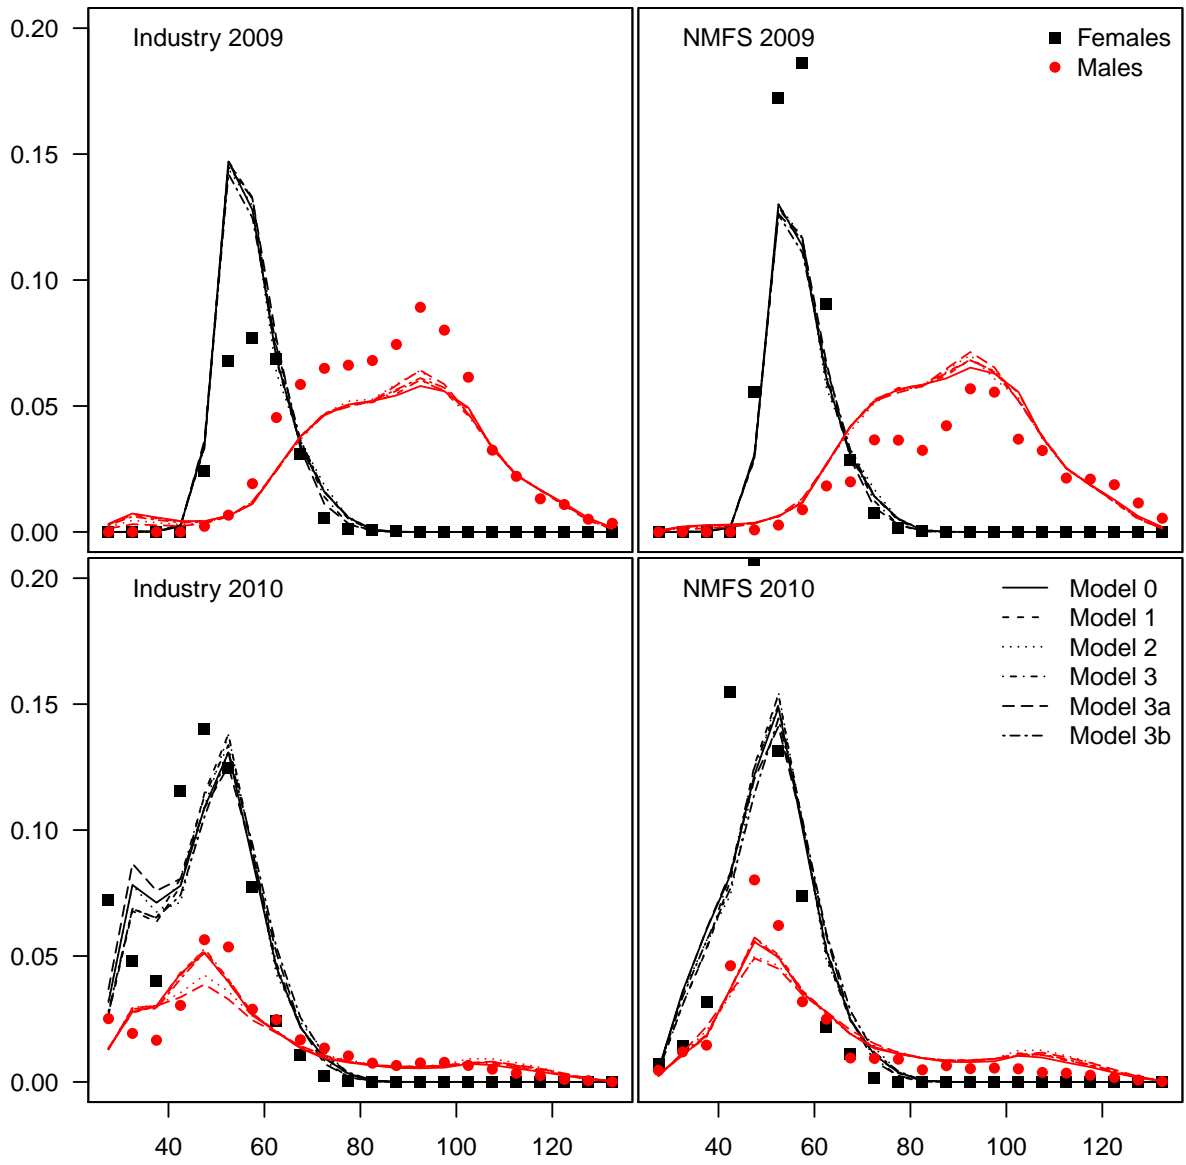 Industry 2009
NMFS 2009
Females
Males
0.20
0.15
0.10
0.05
0.00
Industry 2010
NMFS 2010
Model 0
Model 1
Model 2
Model 3
Model 3a
Model 3b
0.20
0.15
0.10
0.05
0.00
40 60 80 100 120
40 60 80 100 120